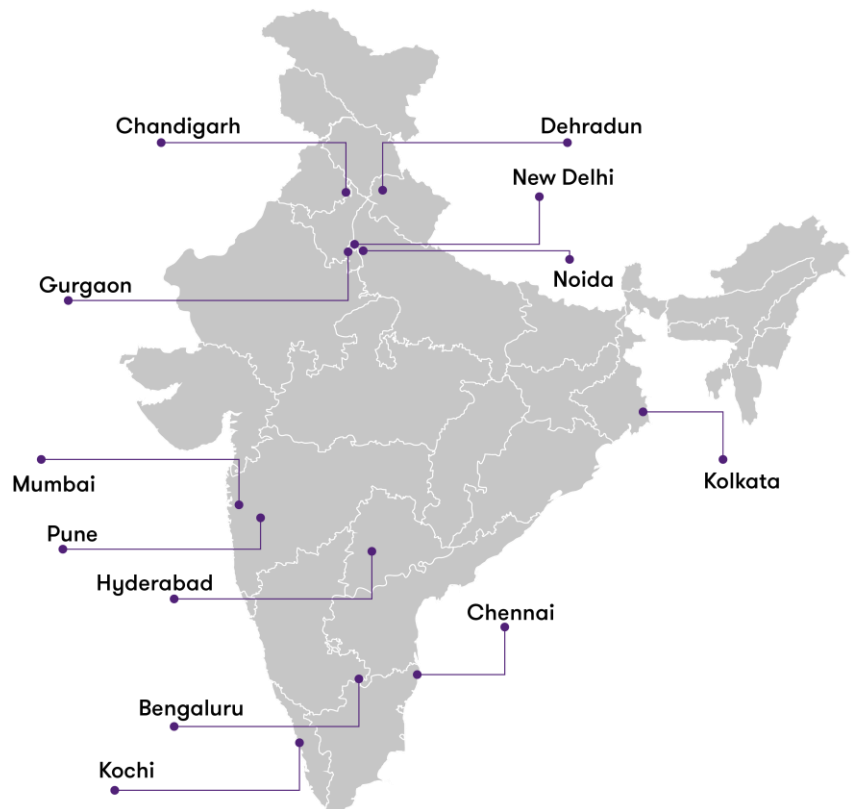 Chandigarh
Dehradun
New Delhi
Noida
Gurgaon
Mumbai
Kolkata
Pune
Hyderabad
Chennai
Bengaluru
Kochi